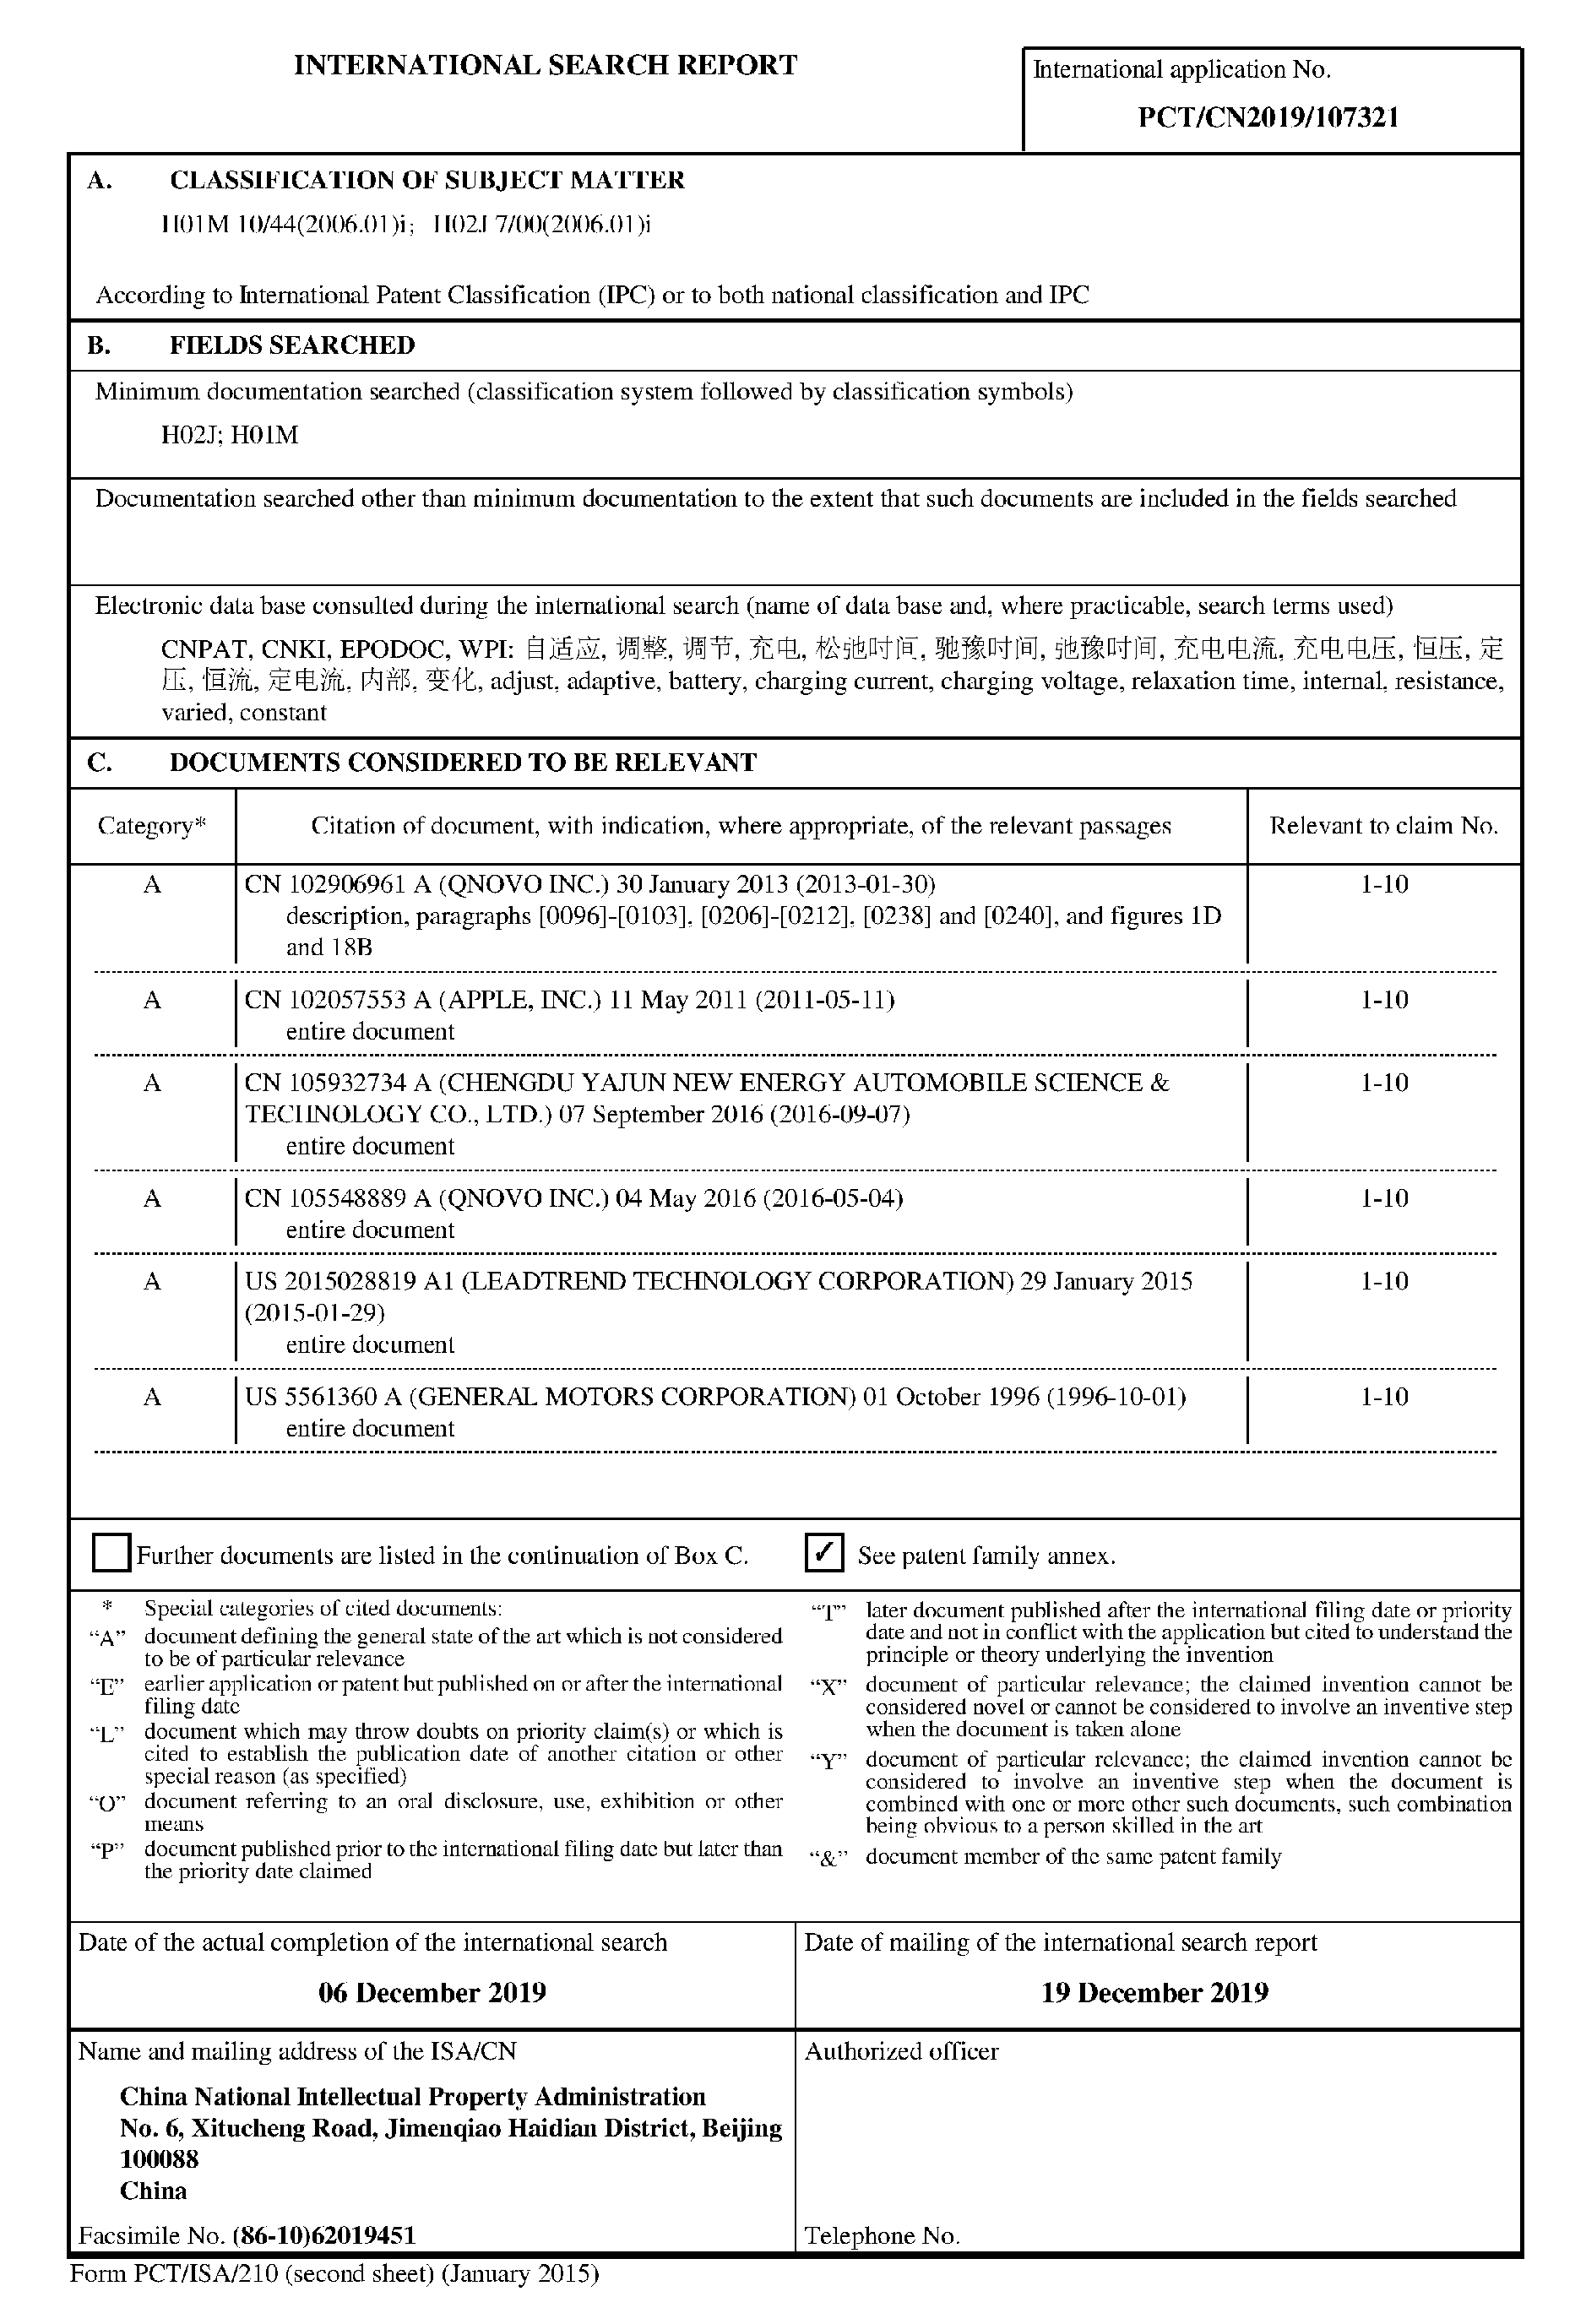 INTERNATIONAL SEARCH REPORT
International application No.
PCT/CN2019/107321
A. CLASSIFICATION OF SUBJECT MATTER
H01M 10/44(2006.01)i; H02J 7/00(2006.01)i
According to International Patent Classification (IPC) or to both national classification and IPC
B. FIELDS SEARCHED
Minimum documentation searched (classification system followed by classification symbols)
H02J; H01M
Documentation searched other than minimum documentation to the extent that such documents are included in the fields searched
Electronic data base consulted during the international search (name of data base and, where practicable, search terms used)
CNPAT, CNKI, EPODOC, WPI: 自适应, 调整, 调节, 充电, 松弛时间, 驰豫时间, 弛豫时间, 充电电流, 充电电压, 恒压, 定
压, 恒流, 定电流, 内部, 变化, adjust, adaptive, battery, charging current, charging voltage, relaxation time, internal, resistance,
varied, constant
C. DOCUMENTS CONSIDERED TO BE RELEVANT
Category* Citation of document, with indication, where appropriate, of the relevant passages Relevant to claim No.
A CN 102906961 A (QNOVO INC.) 30 January 2013 (2013-01-30) 1-10
description, paragraphs [0096]-[0103], [0206]-[0212], [0238] and [0240], and figures 1D
and 18B
A CN 102057553 A (APPLE, INC.) 11 May 2011 (2011-05-11) 1-10
entire document
A CN 105932734 A (CHENGDU YAJUN NEW ENERGY AUTOMOBILE SCIENCE & 1-10
TECHNOLOGY CO., LTD.) 07 September 2016 (2016-09-07)
entire document
A CN 105548889 A (QNOVO INC.) 04 May 2016 (2016-05-04) 1-10
entire document
A US 2015028819 A1 (LEADTREND TECHNOLOGY CORPORATION) 29 January 2015 1-10
(2015-01-29)
entire document
A US 5561360 A (GENERAL MOTORS CORPORATION) 01 October 1996 (1996-10-01) 1-10
entire document
Further documents are listed in the continuation of Box C. ✓ See patent family annex.
* Special categories of cited documents:
“A” document defining the general state of the art which is not considered
to be of particular relevance
“E” earlier application or patent but published on or after the international
filing date
“L” document which may throw doubts on priority claim(s) or which is
cited to establish the publication date of another citation or other
special reason (as specified)
“O” document referring to an oral disclosure, use, exhibition or other
means
“P” document published prior to the international filing date but later than
the priority date claimed
“T” later document published after the international filing date or priority
date and not in conflict with the application but cited to understand the
principle or theory underlying the invention
“X” document of particular relevance; the claimed invention cannot be
considered novel or cannot be considered to involve an inventive step
when the document is taken alone
“Y” document of particular relevance; the claimed invention cannot be
considered to involve an inventive step when the document is
combined with one or more other such documents, such combination
being obvious to a person skilled in the art
“&” document member of the same patent family
Date of the actual completion of the international search
06 December 2019
Date of mailing of the international search report
19 December 2019
Name and mailing address of the ISA/CN
China National Intellectual Property Administration
No. 6, Xitucheng Road, Jimenqiao Haidian District, Beijing
100088
China
Facsimile No. (86-10)62019451
Authorized officer
Telephone No.
Form PCT/ISA/210 (second sheet) (January 2015)